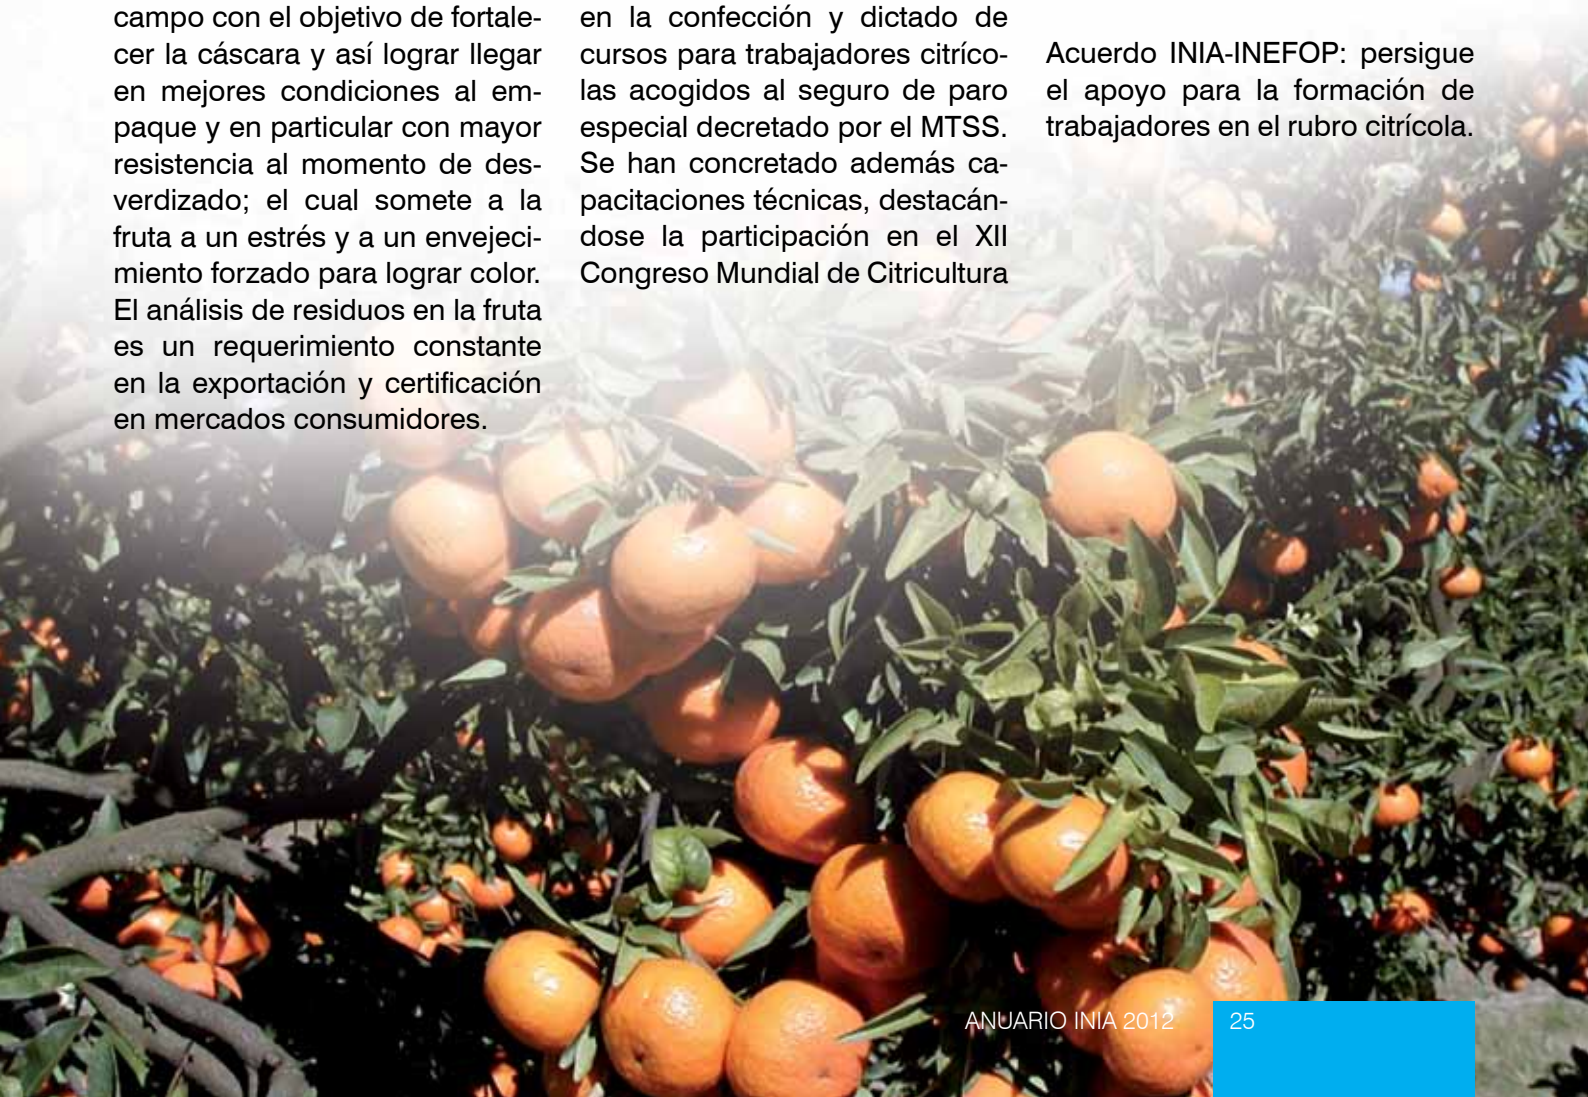 campo con el objetivo de fortale-
cer la cáscara y así lograr llegar
en mejores condiciones al em-
paque y en particular con mayor
resistencia al momento de des-
verdizado; el cual somete a la
fruta a un estrés y a un envejeci-
miento forzado para lograr color.
El análisis de residuos en la fruta
es un requerimiento constante
en la exportación y certificación
en mercados consumidores.
en la confección y dictado de
cursos para trabajadores citríco-
las acogidos al seguro de paro
especial decretado por el MTSS.
Se han concretado además ca-
pacitaciones técnicas, destacán-
dose la participación en el XII
Congreso Mundial de Citricultura
Acuerdo INIA-INEFOP: persigue
el apoyo para la formación de
trabajadores en el rubro citrícola.
ANUARIO INIA 2012 25